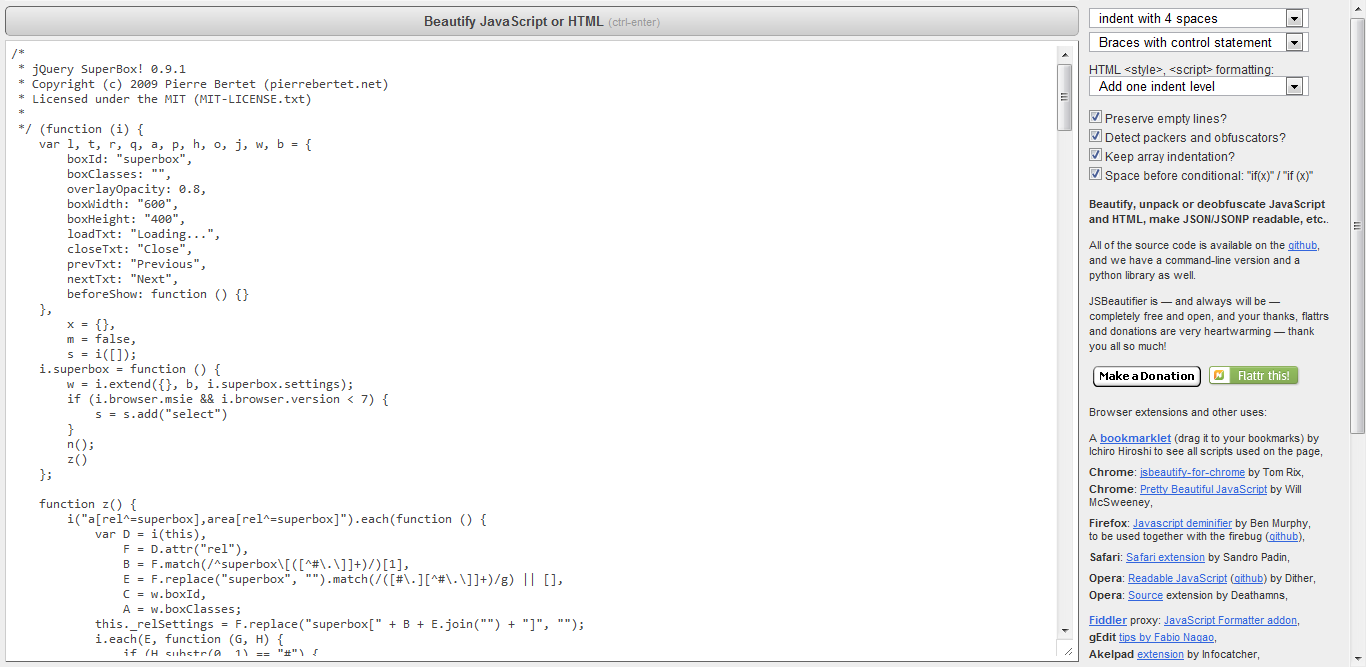 Beautify JavaScript or HTML (ctrl-enter)
/*
 * jQuery SuperBox! 0.9.1
 * Copyright (c) 2009 Pierre Bertet (pierrebertet.net)
 * Licensed under the MIT (MIT-LICENSE.txt)
 *
 */ (function (i) {
    var l, t, r, q, a, p, h, o, j, w, b = {
        boxId: "superbox",
        boxClasses: "",
        overlayOpacity: 0.8,
        boxWidth: "600",
        boxHeight: "400",
        loadTxt: "Loading...",
        closeTxt: "Close",
        prevTxt: "Previous",
        nextTxt: "Next",
        beforeShow: function () {}
    },
        x = {},
        m = false,
        s = i([]);
    i.superbox = function () {
        w = i.extend({}, b, i.superbox.settings);
        if (i.browser.msie && i.browser.version < 7) {
            s = s.add("select")
        }
        n();
        z()
    };
    function z() {
        i("a[rel^=superbox],area[rel^=superbox]").each(function () {
            var D = i(this),
                F = D.attr("rel"),
                B = F.match(/^superbox\[([^#\.\]]+)/)[1],
                E = F.replace("superbox", "").match(/([#\.][^#\.\]]+)/g) || [],
                C = w.boxId,
                A = w.boxClasses;
            this._relSettings = F.replace("superbox[" + B + E.join("") + "]", "");
            i.each(E, function (G, H) {
                if (H.substr(0, 1) == "#") {
indent with 4 spaces
Braces with control statement
HTML <style>, <script> formatting:
Add one indent level
Preserve empty lines?
Detect packers and obfuscators?
Keep array indentation?
Space before conditional: "if(x)" / "if (x)"
Beautify, unpack or deobfuscate JavaScript
and HTML, make JSON/JSONP readable, etc..
All of the source code is available on the github,
and we have a command-line version and a
python library as well.
JSBeautifier is — and always will be —
completely free and open, and your thanks, flattrs
and donations are very heartwarming — thank
you all so much!
Make a Donation
Flattr this!
Browser extensions and other uses:
A bookmarklet (drag it to your bookmarks) by
Ichiro Hiroshi to see all scripts used on the page,
Chrome: jsbeautify-for-chrome by Tom Rix,
Chrome: Pretty Beautiful JavaScript by Will
McSweeney,
Firefox: Javascript deminifier by Ben Murphy,
to be used together with the firebug (github),
Safari: Safari extension by Sandro Padin,
Opera: Readable JavaScript (github) by Dither,
Opera: Source extension by Deathamns,
Fiddler proxy: JavaScript Formatter addon,
gEdit tips by Fabio Nagao,
Akelpad extension by Infocatcher,